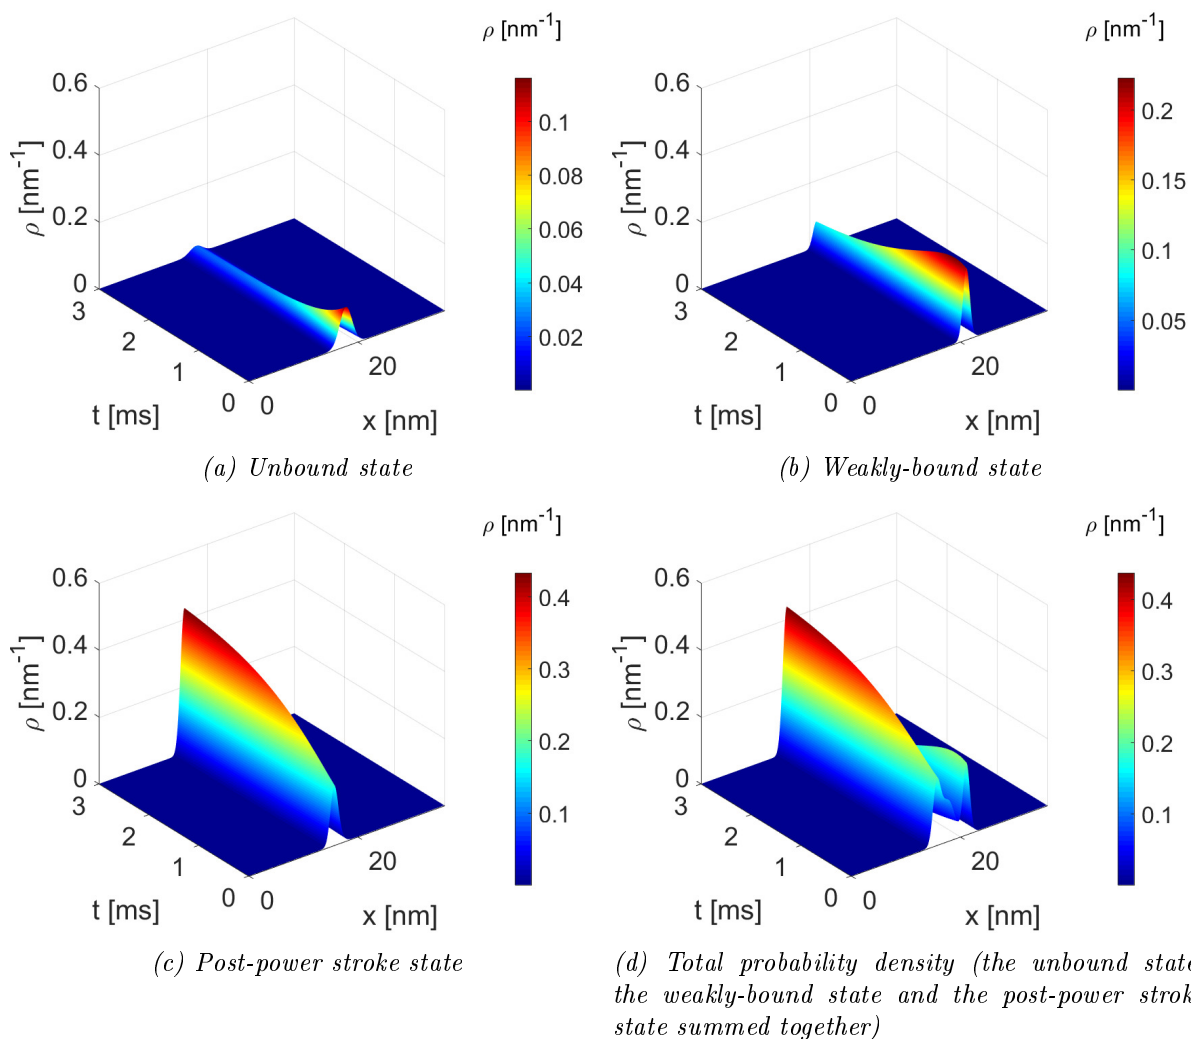 ρ [nm-1]
0.6
0.4
0.2
0
ρ [nm-1]
3
2
1
0
t [ms]
0
20
x [nm]
0.1
0.08
0.06
0.04
0.02
(a) Unbound state
ρ [nm-1]
0.6
0.4
0.2
0
ρ [nm-1]
3
2
1
0
t [ms]
0
20
x [nm]
0.2
0.15
0.1
0.05
(b) Weakly-bound state
ρ [nm-1]
0.6
0.4
0.2
0
ρ [nm-1]
3
2
1
0
t [ms]
0
20
x [nm]
0.4
0.3
0.2
0.1
(c) Post-power stroke state
ρ [nm-1]
0.6
0.4
0.2
0
ρ [nm-1]
3
2
1
0
t [ms]
0
20
x [nm]
0.4
0.3
0.2
0.1
(d) Total probability density (the unbound state
the weakly-bound state and the post-power strok
state summed together)